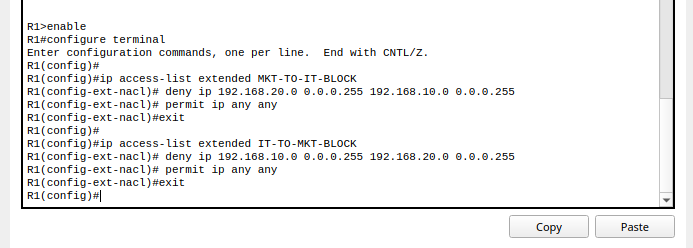 R1>enable
R1#configure terminal
Enter configuration commands, one per line.  End with CNTL/Z.
R1(config)#
R1(config)#ip access-list extended MKT-TO-IT-BLOCK
R1(config-ext-nacl)# deny ip 192.168.20.0 0.0.0.255 192.168.10.0 0.0.0.255
R1(config-ext-nacl)# permit ip any any
R1(config-ext-nacl)#exit
R1(config)#
R1(config)#ip access-list extended IT-TO-MKT-BLOCK
R1(config-ext-nacl)# deny ip 192.168.10.0 0.0.0.255 192.168.20.0 0.0.0.255
R1(config-ext-nacl)# permit ip any any
R1(config-ext-nacl)#exit
R1(config)#
Copy Paste